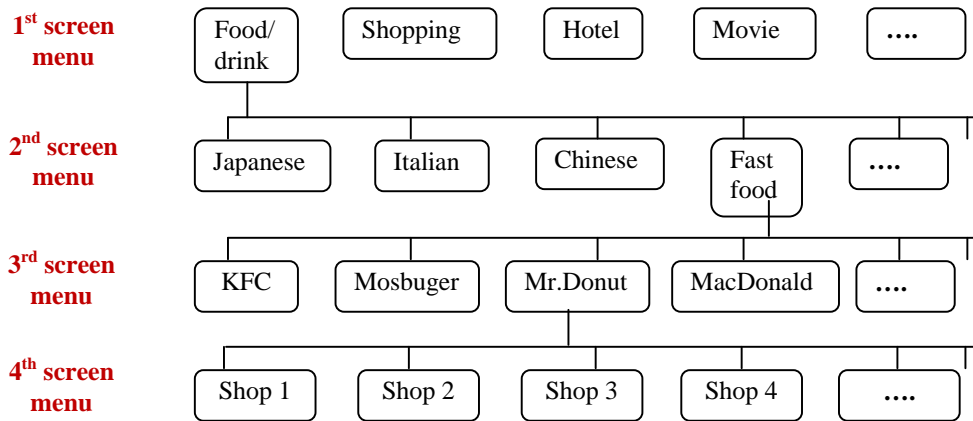 1st screen menu
Food/ drink
Shopping
Hotel
Movie
....
2nd screen menu
Japanese
Italian
Chinese
Fast food
....
3rd screen menu
KFC
Mosbuger
Mr.Donut
MacDonald
....
4th screen menu
Shop 1
Shop 2
Shop 3
Shop 4
....